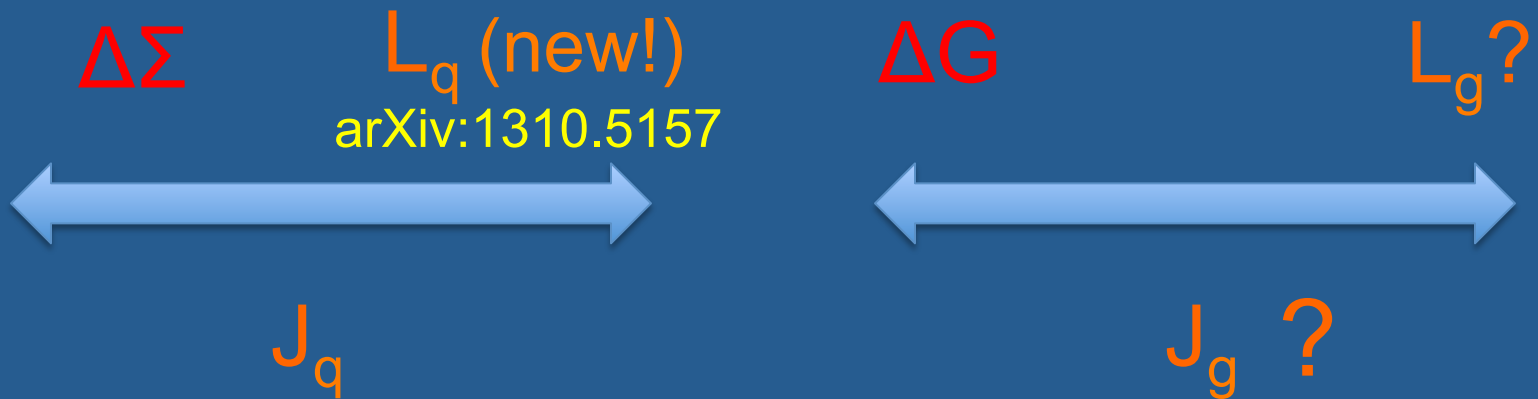 ΔΣ L_q (new!) ΔG L_g?
arXiv:1310.5157
J_q J_g ?